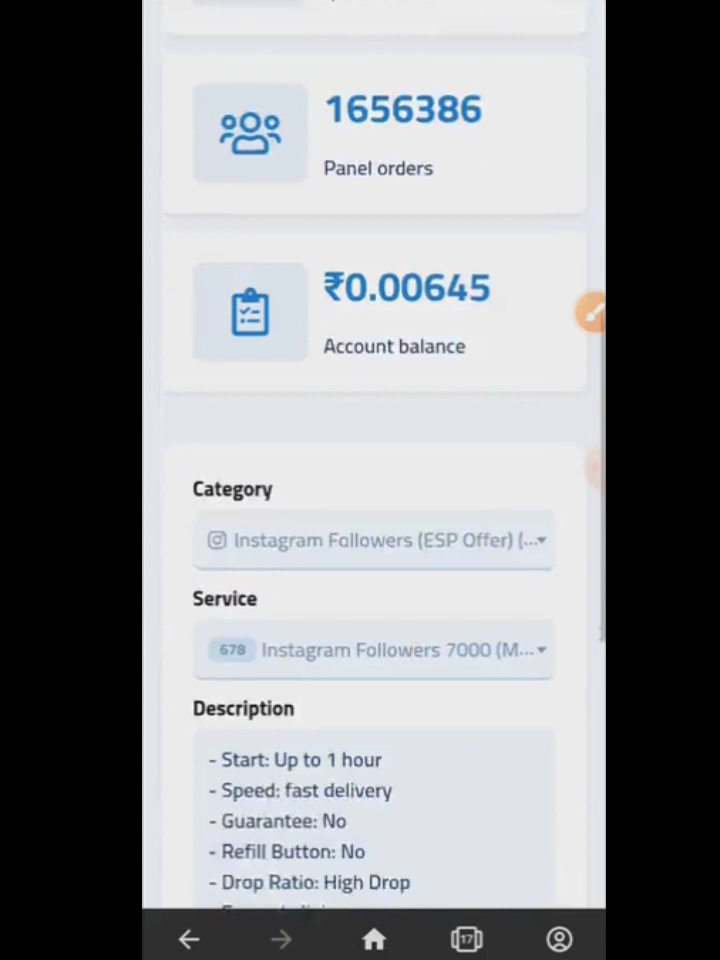 1656386
Panel orders
₹0.00645
Account balance
Category
Instagram Followers (ESP Offer) (...
Service
678 Instagram Followers 7000 (M...
Description
- Start: Up to 1 hour
- Speed: fast delivery
- Guarantee: No
- Refill Button: No
- Drop Ratio: High Drop
17